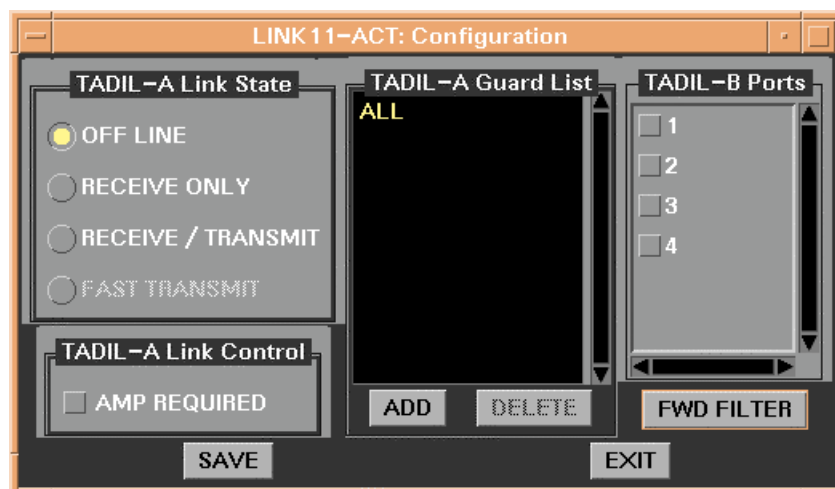 LINK11-ACT: Configuration
TADIL-A Link State
OFF LINE
RECEIVE ONLY
RECEIVE / TRANSMIT
FAST TRANSMIT
TADIL-A Link Control
AMP REQUIRED
TADIL-A Guard List
ALL
ADD
DELETE
TADIL-B Ports
1
2
3
4
FWD FILTER
SAVE
EXIT